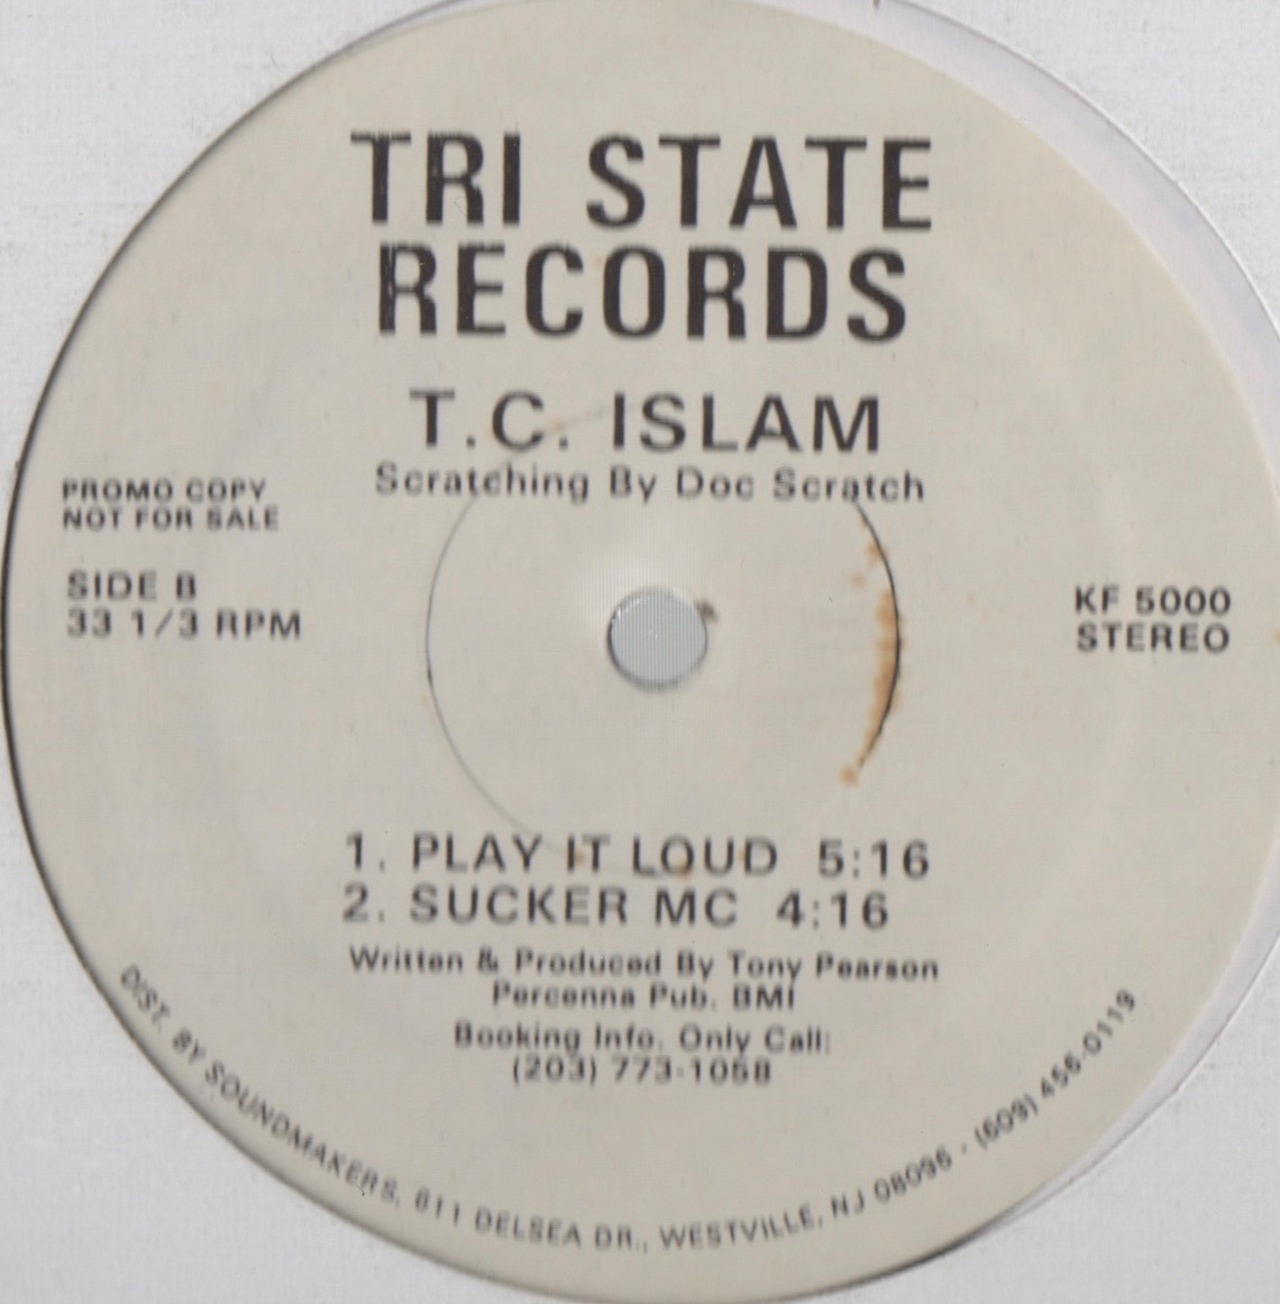 TRI STATE
RECORDS
T.C. ISLAM
Scratching By Doc Scratch
PROMO COPY
NOT FOR SALE
SIDE B
33 1/3 RPM
KF 5000
STEREO
1. PLAY IT LOUD 5:16
2. SUCKER MC 4:16
Written & Produced By Tony Pearson
Percenna Pub. BMI
Booking Info. Only Call:
(203) 773-1058
DIST. BY SOUNDMAKERS, 611 DELSEA DR., WESTVILLE, NJ 08096 - (609) 456-0119